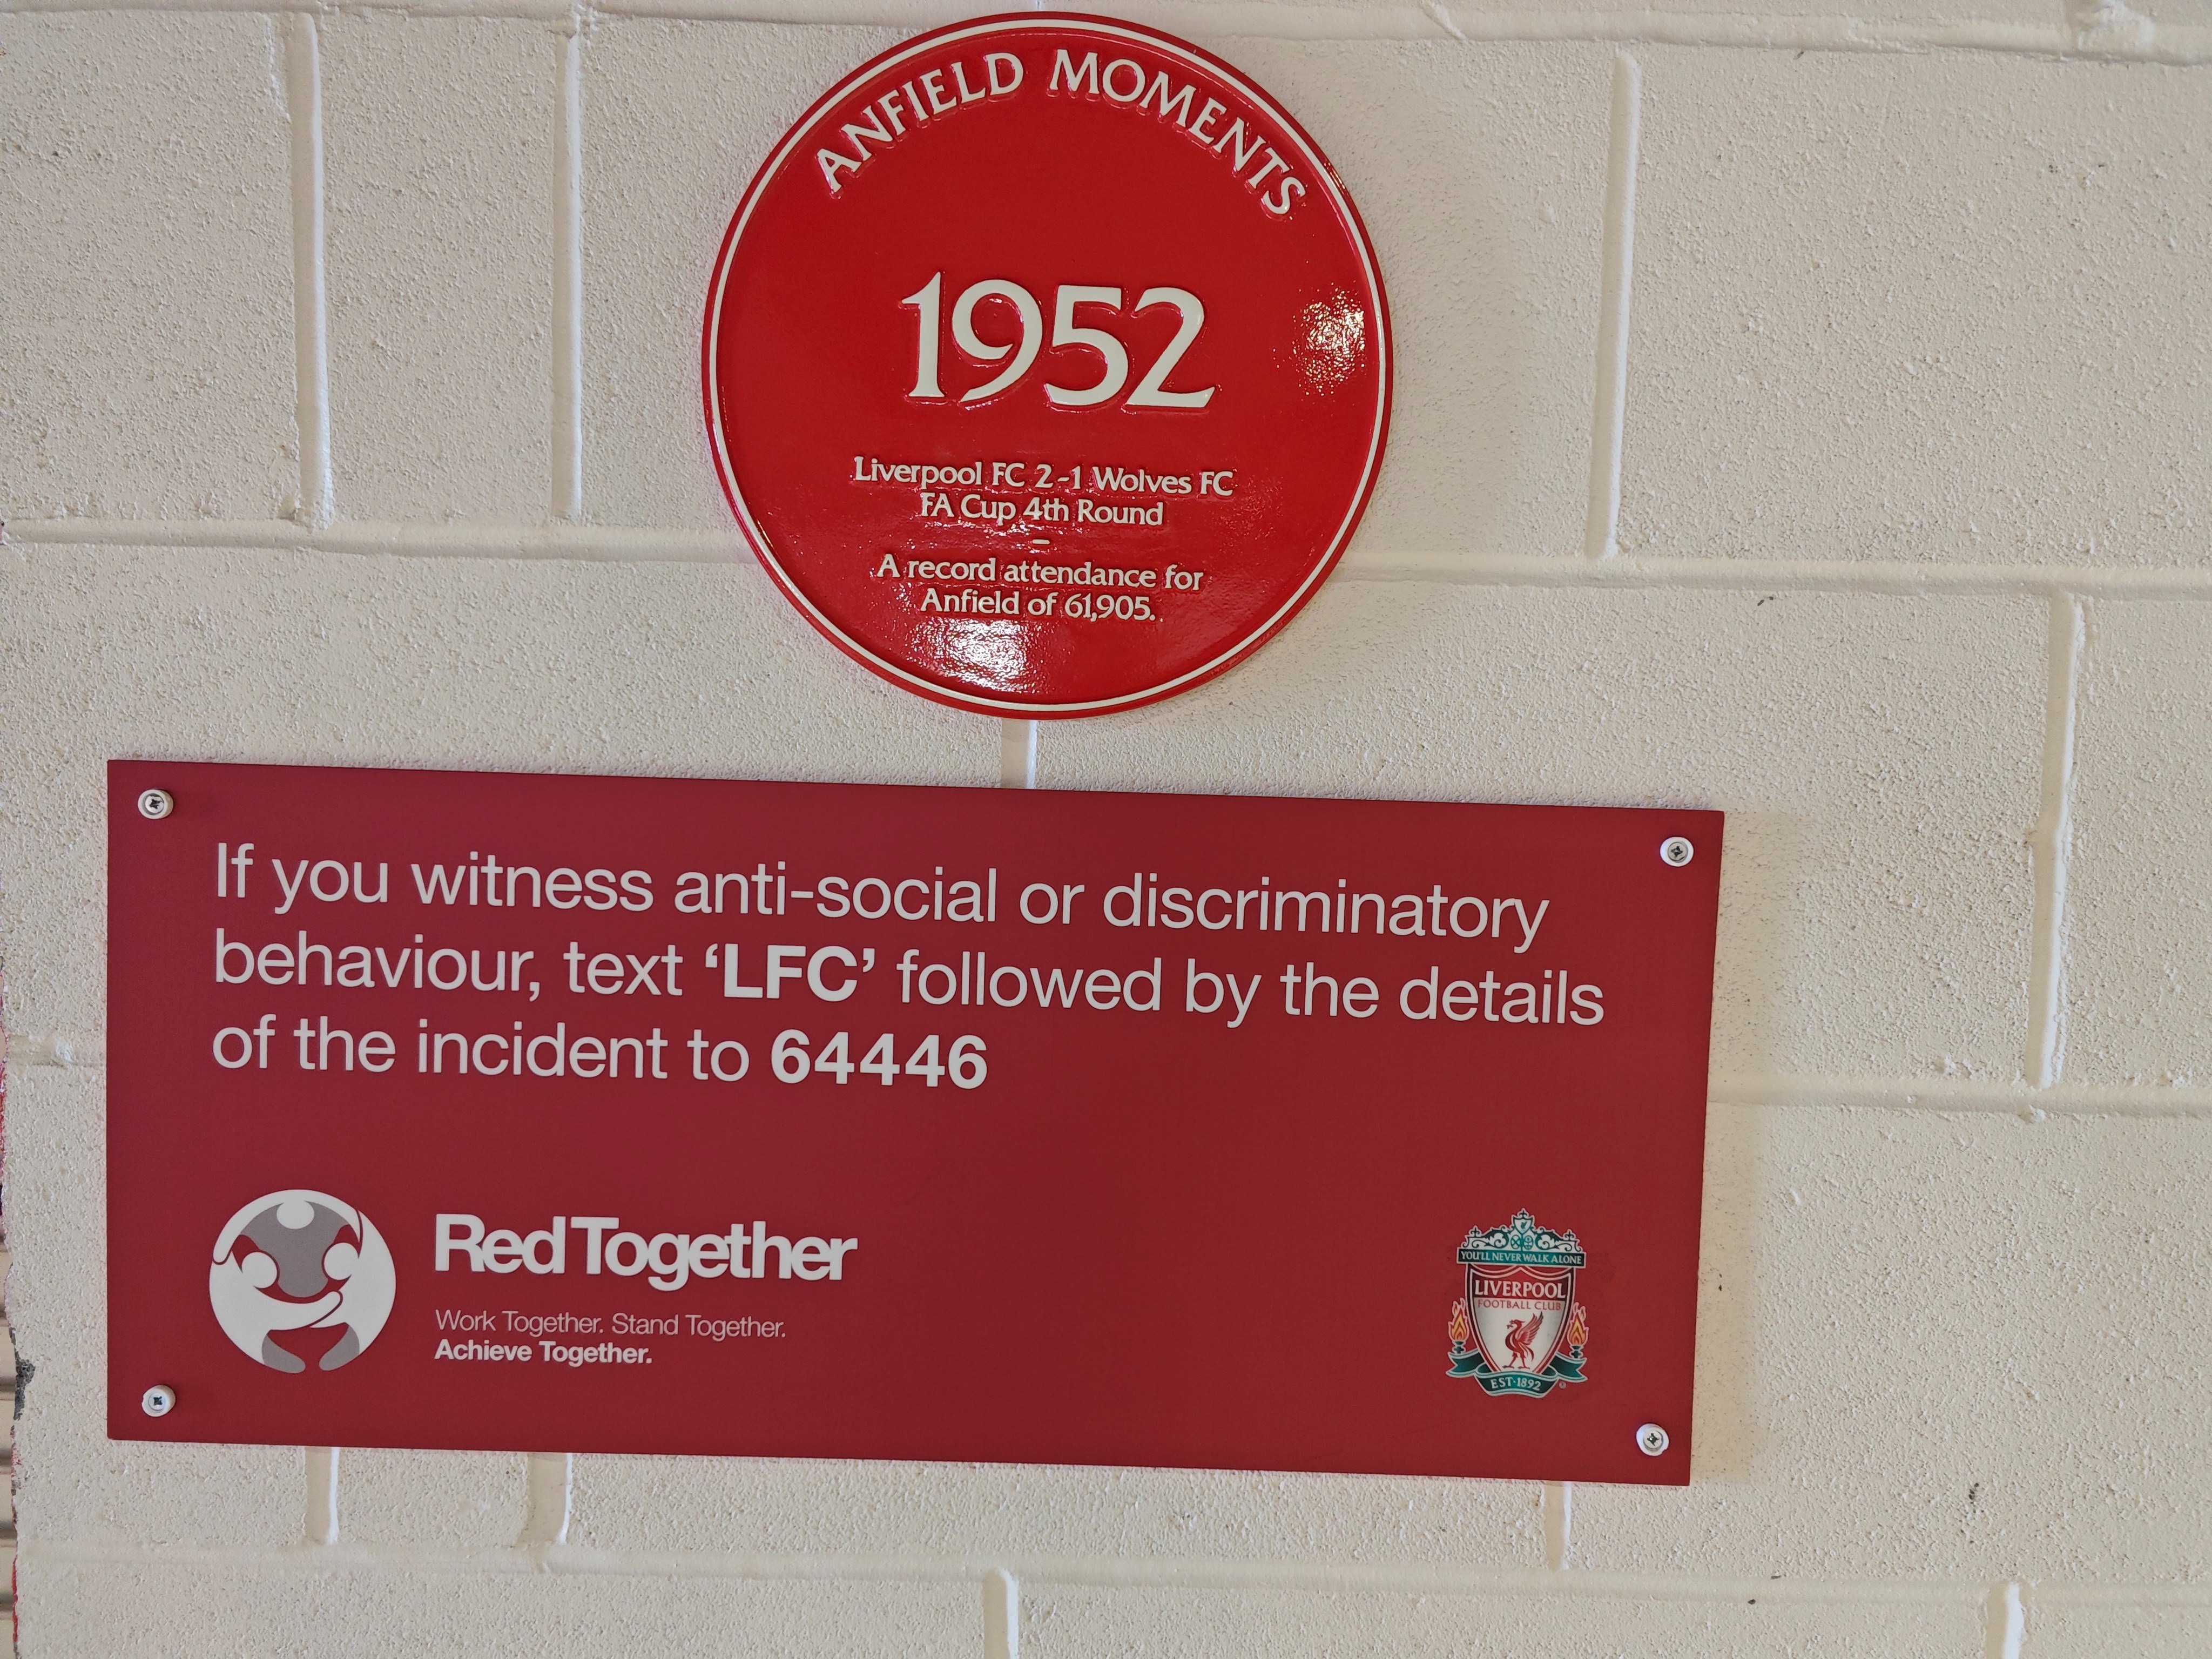 ANFIELD MOMENTS
1952
Liverpool FC 2-1 Wolves FC
FA Cup 4th Round
–
A record attendance for
Anfield of 61,905.
If you witness anti-social or discriminatory
behaviour, text ‘LFC’ followed by the details
of the incident to 64446
RedTogether
Work Together. Stand Together.
Achieve Together.
YOU'LL NEVER WALK ALONE
LIVERPOOL
FOOTBALL CLUB
EST·1892